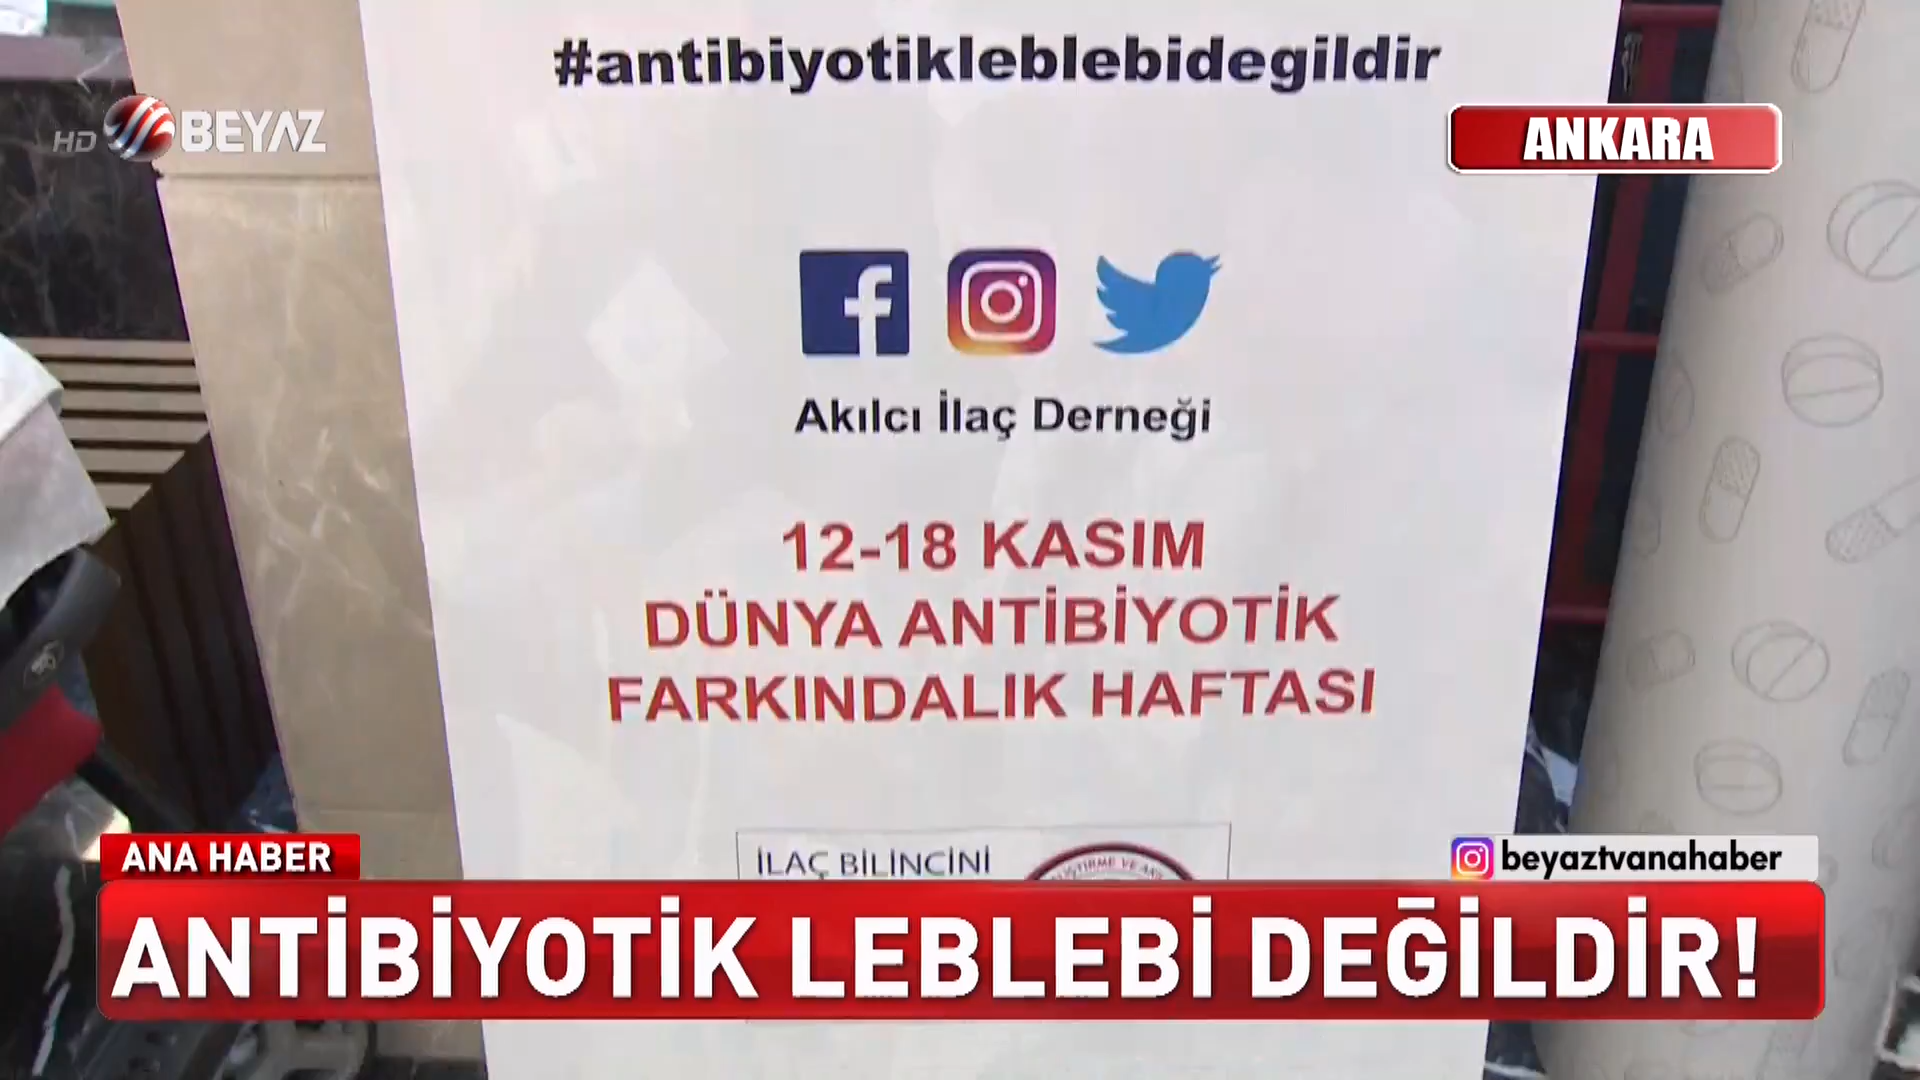 #antibiyotikleblebidegildir
HD BEYAZ
ANKARA
Akılcı İlaç Derneği
12-18 KASIM
DÜNYA ANTİBİYOTİK
FARKINDALIK HAFTASI
İLAÇ BİLİNCİNİ
ANA HABER
beyaztvanahaber
ANTİBİYOTİK LEBLEBİ DEĞİLDİR!